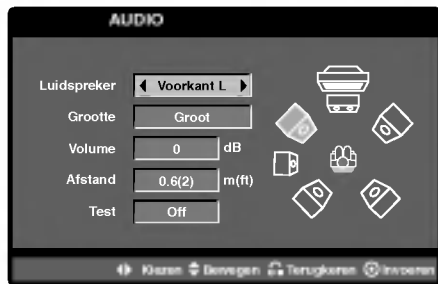 AUDIO
Luidspreker Voorkant L
Grootte Groot
Volume 0 dB
Afstand 0.6(2) m(ft)
Test Off
Kiezen Bewegen Terugkeren Invoeren